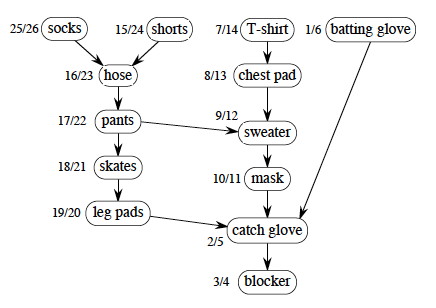 25/26 socks 15/24 shorts 7/14 T-shirt 1/6 batting glove
16/23 hose 8/13 chest pad
9/12
17/22 pants sweater
18/21 skates 10/11 mask
19/20 leg pads catch glove
2/5
3/4 blocker